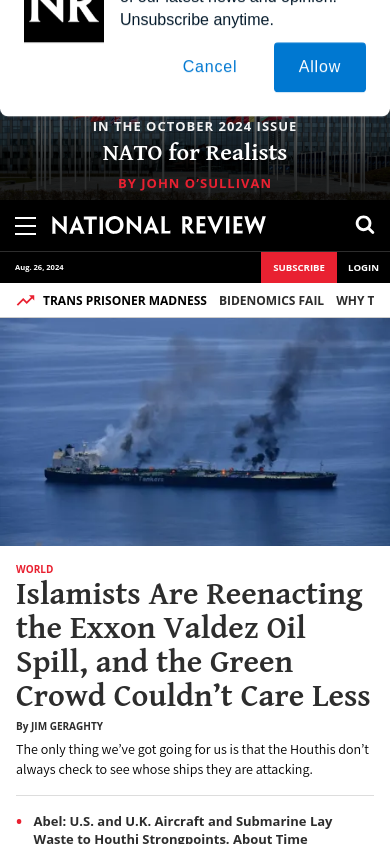 NR
of our latest news and opinion.
Unsubscribe anytime.
Cancel
Allow
IN THE OCTOBER 2024 ISSUE
NATO for Realists
BY JOHN O'SULLIVAN
NATIONAL REVIEW
Aug. 26, 2024
SUBSCRIBE
LOGIN
TRANS PRISONER MADNESS BIDENOMICS FAIL WHY T
WORLD
Islamists Are Reenacting
the Exxon Valdez Oil
Spill, and the Green
Crowd Couldn’t Care Less
By JIM GERAGHTY
The only thing we’ve got going for us is that the Houthis don’t
always check to see whose ships they are attacking.
• Abel: U.S. and U.K. Aircraft and Submarine Lay
Waste to Houthi Strongpoints. About Time